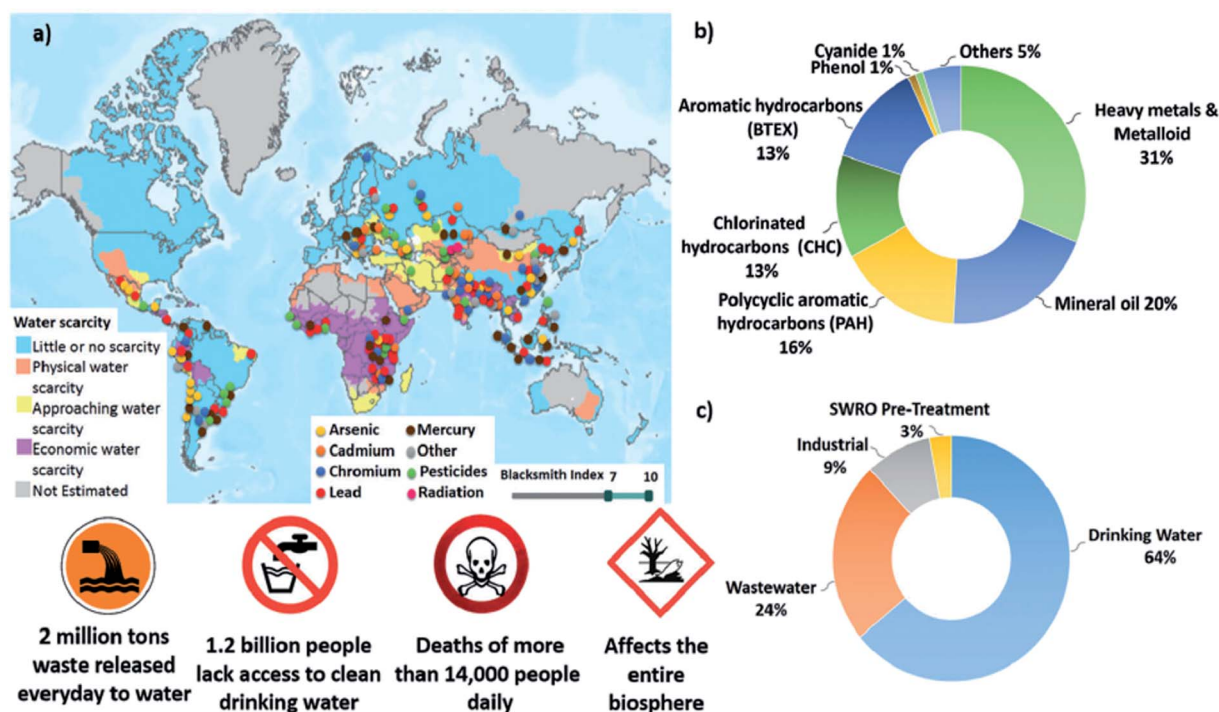 a)
Water scarcity
Little or no scarcity
Physical water
scarcity
Approaching water
scarcity
Economic water
scarcity
Not Estimated
Arsenic
Cadmium
Chromium
Lead
Mercury
Other
Pesticides
Radiation
Blacksmith Index 7 10
2 million tons
waste released
everyday to water
1.2 billion people
lack access to clean
drinking water
Deaths of more
than 14,000 people
daily
Affects the
entire
biosphere
b)
Cyanide 1%
Phenol 1%
Others 5%
Aromatic hydrocarbons
(BTEX)
13%
Heavy metals &
Metalloid
31%
Chlorinated
hydrocarbons (CHC)
13%
Polycyclic aromatic
hydrocarbons (PAH)
16%
Mineral oil 20%
c)
SWRO Pre-Treatment
3%
Industrial
9%
Drinking Water
64%
Wastewater
24%